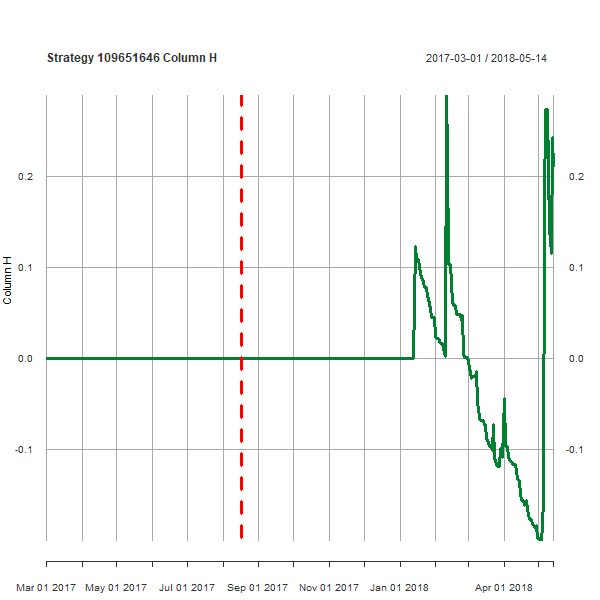 Strategy 109651646 Column H
2017-03-01 / 2018-05-14
0.2 0.2
0.1 0.1
Column H
0.0 0.0
-0.1 -0.1
Mar 01 2017 May 01 2017 Jul 01 2017 Sep 01 2017 Nov 01 2017 Jan 01 2018 Apr 01 2018